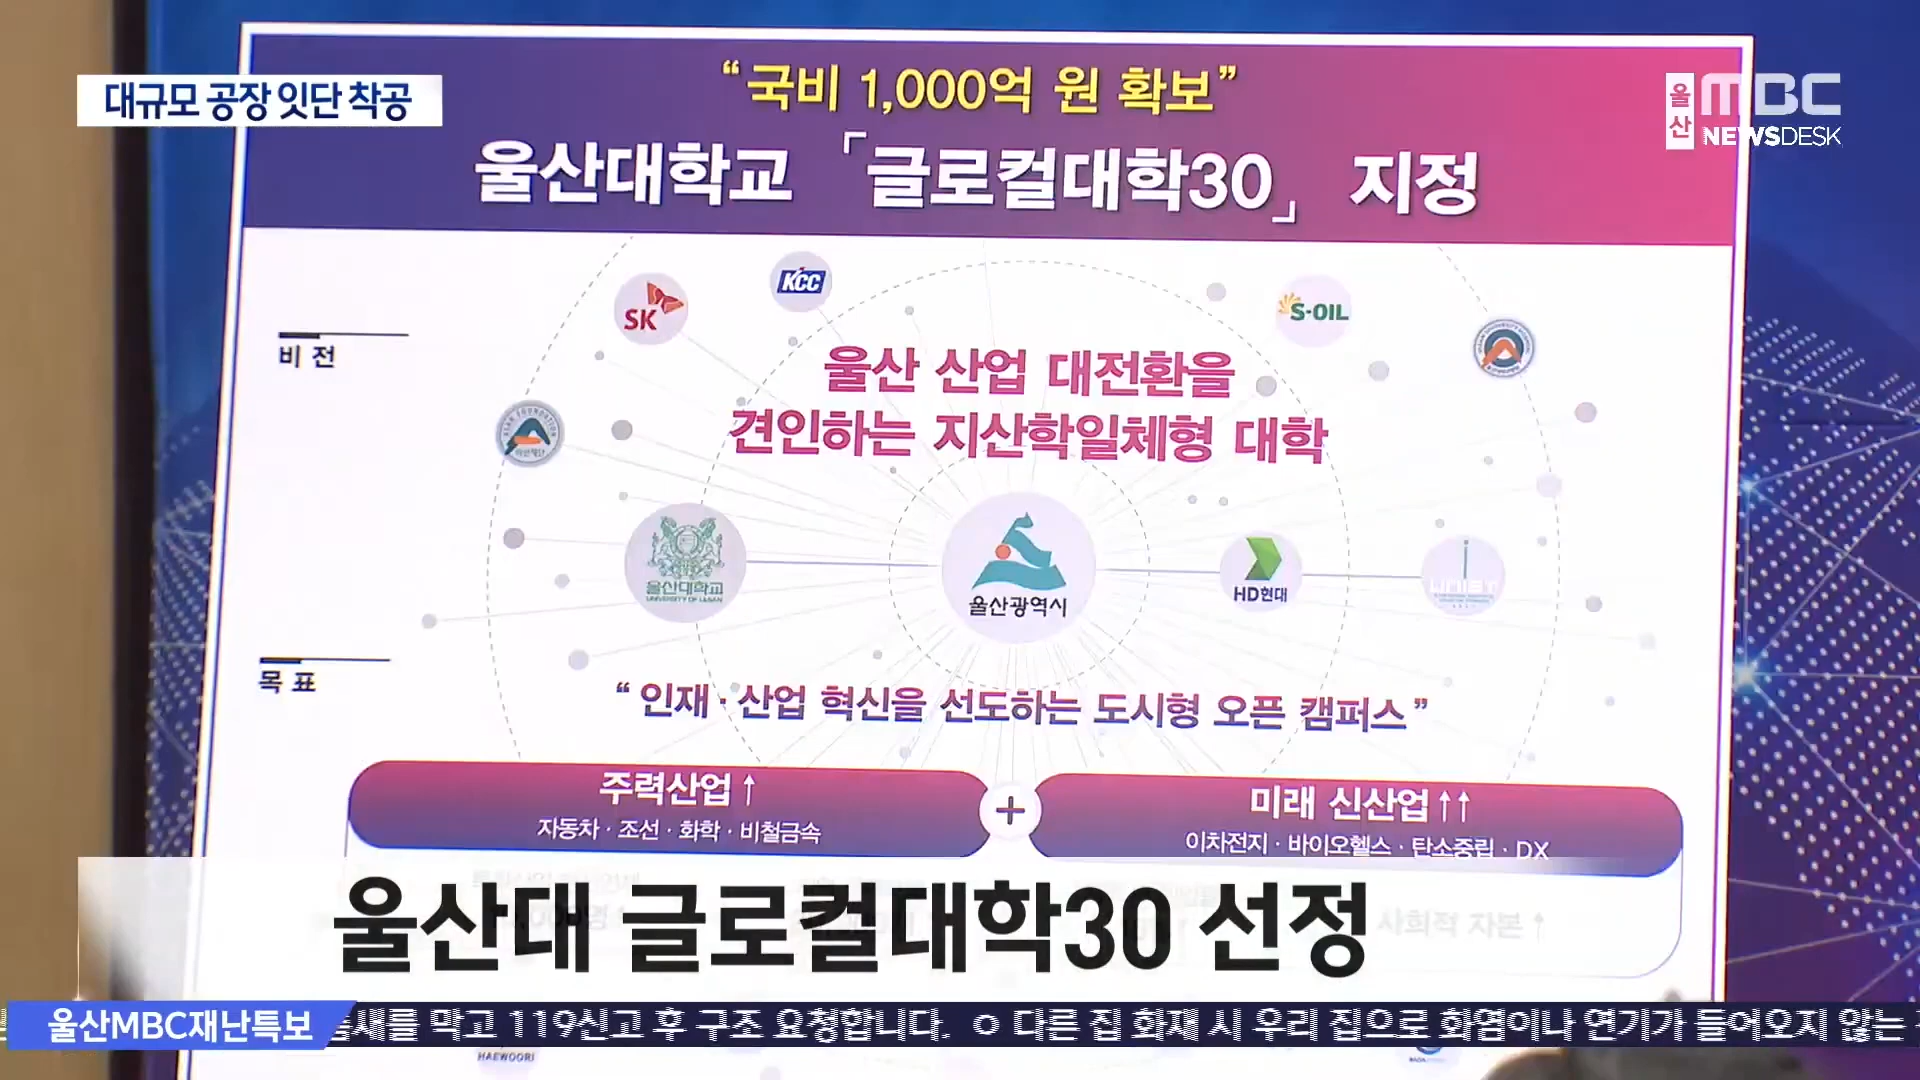 대규모 공장 잇단 착공
울산
MBC
NEWSDESK
“국비 1,000억 원 확보”
울산대학교 「글로컬대학30」 지정
비전
SK
KCC
S-OIL
울산 산업 대전환을
견인하는 지산학일체형 대학
울산대학교
UNIVERSITY OF ULSAN
울산광역시
HD현대
UNIST
목표
“인재·산업 혁신을 선도하는 도시형 오픈 캠퍼스”
주력산업↑
자동차·조선·화학·비철금속
+
미래 신산업↑↑
이차전지·바이오헬스·탄소중립·DX
사회적 자본↑
울산대 글로컬대학30 선정
울산MBC재난특보
틈새를 막고 119신고 후 구조 요청합니다. ㅇ 다른 집 화재 시 우리 집으로 화염이나 연기가 들어오지 않는
HAEWOORI